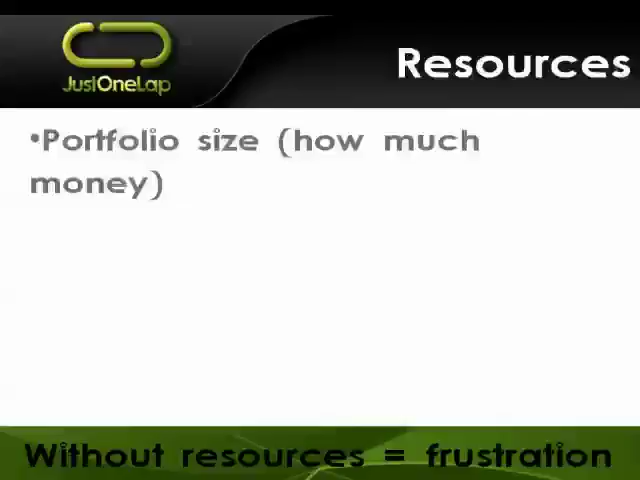 JustOneLap
Resources
•Portfolio size (how much
money)
Without resources = frustration